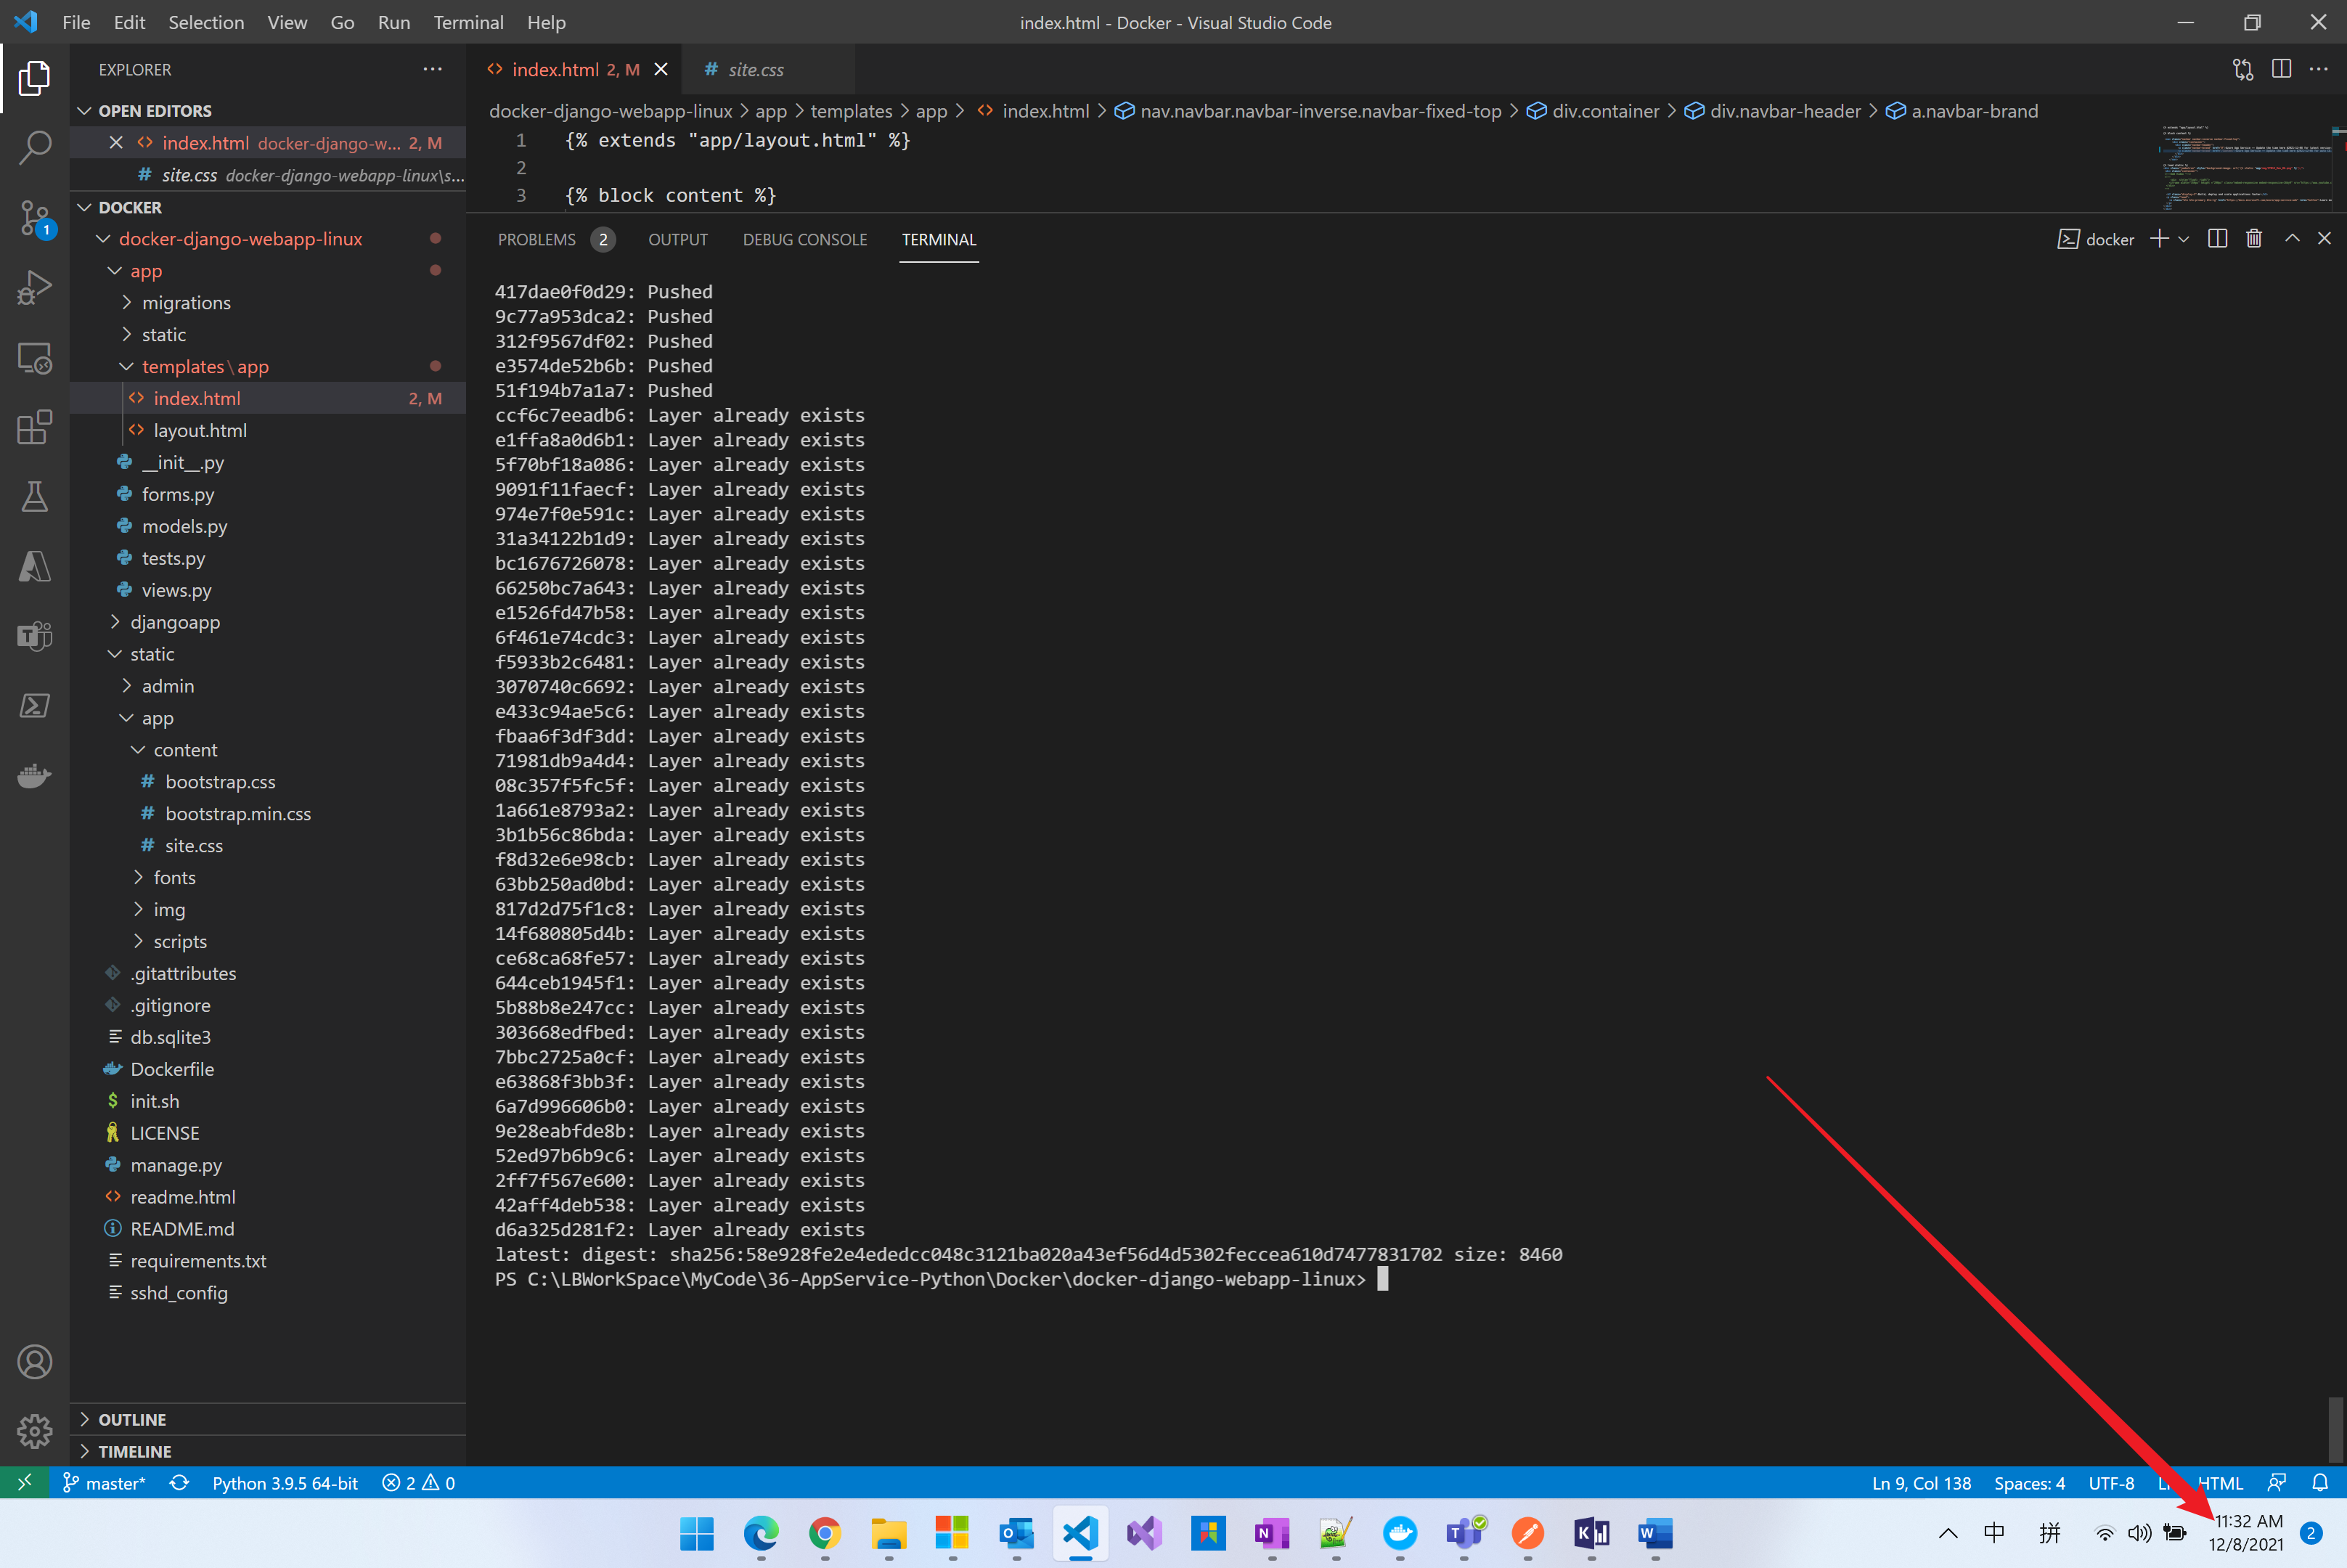 File Edit Selection View Go Run Terminal Help
index.html - Docker - Visual Studio Code
EXPLORER
OPEN EDITORS
index.html docker-django-w... 2, M
site.css docker-django-webapp-linux\s...
DOCKER
docker-django-webapp-linux
app
migrations
static
templates\app
index.html 2, M
layout.html
__init__.py
forms.py
models.py
tests.py
views.py
djangoapp
static
admin
app
content
bootstrap.css
bootstrap.min.css
site.css
fonts
img
scripts
.gitattributes
.gitignore
db.sqlite3
Dockerfile
init.sh
LICENSE
manage.py
readme.html
README.md
requirements.txt
sshd_config
OUTLINE
TIMELINE
1
index.html 2, M
site.css
docker-django-webapp-linux > app > templates > app > index.html > nav.navbar.navbar-inverse.navbar-fixed-top > div.container > div.navbar-header > a.navbar-brand
1 {% extends "app/layout.html" %}
2
3 {% block content %}
PROBLEMS 2 OUTPUT DEBUG CONSOLE TERMINAL
docker
417dae0f0d29: Pushed
9c77a953dca2: Pushed
312f9567df02: Pushed
e3574de52b6b: Pushed
51f194b7a1a7: Pushed
ccf6c7eeadb6: Layer already exists
e1ffa8a0d6b1: Layer already exists
5f70bf18a086: Layer already exists
9091f11faecf: Layer already exists
974e7f0e591c: Layer already exists
31a34122b1d9: Layer already exists
bc1676726078: Layer already exists
66250bc7a643: Layer already exists
e1526fd47b58: Layer already exists
6f461e74cdc3: Layer already exists
f5933b2c6481: Layer already exists
3070740c6692: Layer already exists
e433c94ae5c6: Layer already exists
fbaa6f3df3dd: Layer already exists
71981db9a4d4: Layer already exists
08c357f5fc5f: Layer already exists
1a661e8793a2: Layer already exists
3b1b56c86bda: Layer already exists
f8d32e6e98cb: Layer already exists
63bb250ad0bd: Layer already exists
817d2d75f1c8: Layer already exists
14f680805d4b: Layer already exists
ce68ca68fe57: Layer already exists
644ceb1945f1: Layer already exists
5b88b8e247cc: Layer already exists
303668edfbed: Layer already exists
7bbc2725a0cf: Layer already exists
e63868f3bb3f: Layer already exists
6a7d996606b0: Layer already exists
9e28eabfde8b: Layer already exists
52ed97b6b9c6: Layer already exists
2ff7f567e600: Layer already exists
42aff4deb538: Layer already exists
d6a325d281f2: Layer already exists
latest: digest: sha256:58e928fe2e4ededcc048c3121ba020a43ef56d4d5302feccea610d7477831702 size: 8460
PS C:\LBWorkSpace\MyCode\36-AppService-Python\Docker\docker-django-webapp-linux>
master* Python 3.9.5 64-bit 2 0
Ln 9, Col 138 Spaces: 4 UTF-8 HTML
中 拼
11:32 AM
12/8/2021
2